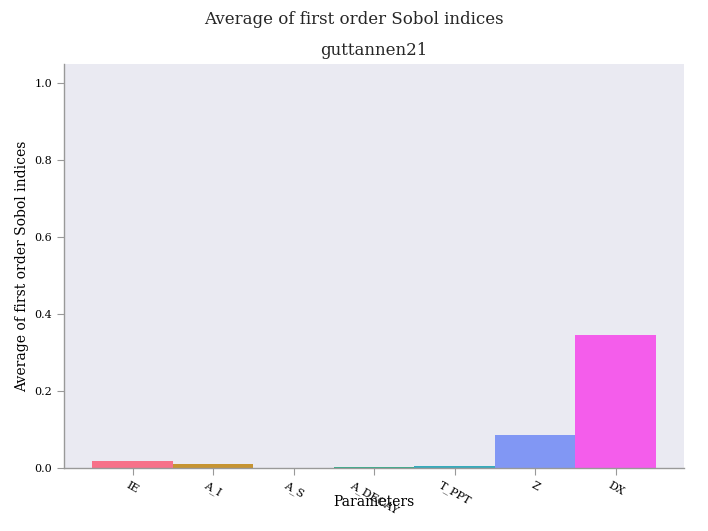 Average of first order Sobol indices
guttannen21
Average of first order Sobol indices
1.0
0.8
0.6
0.4
0.2
0.0
IE
A_I
A_S
A_DECAY
T_PPT
Z
DX
Parameters